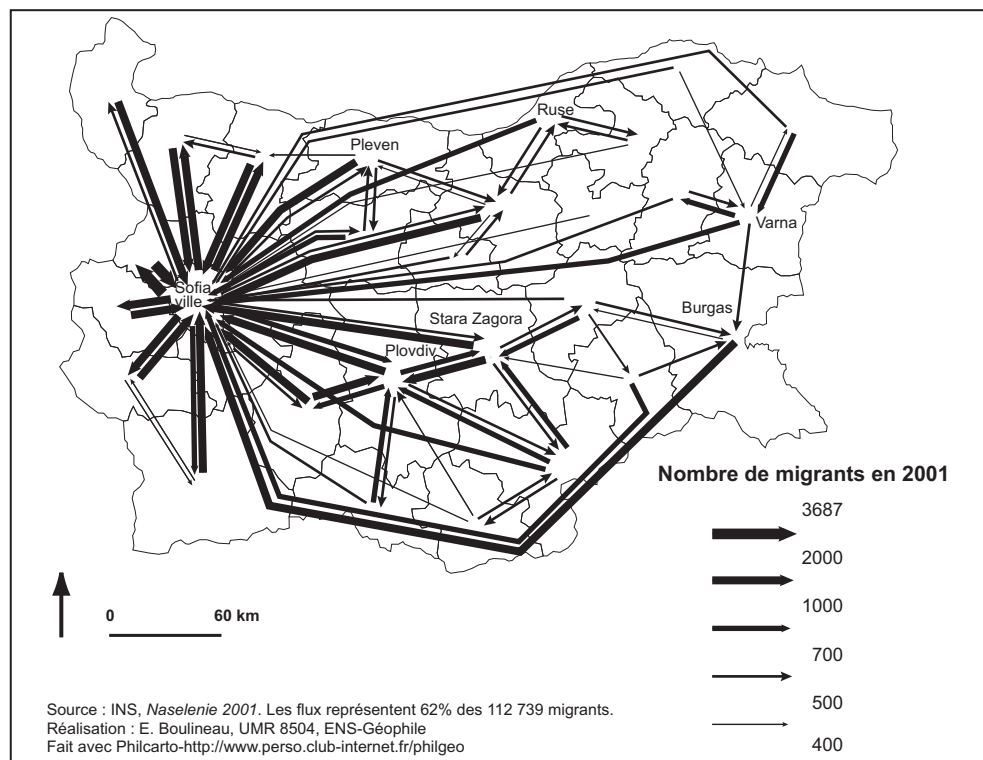 Ruse
Pleven
Varna
Sofia
ville
Burgas
Stara Zagora
Plovdiv
Nombre de migrants en 2001
3687
2000
1000
700
500
400
0 60 km
Source : INS, Naselenie 2001. Les flux représentent 62% des 112 739 migrants.
Réalisation : E. Boulineau, UMR 8504, ENS-Géophile
Fait avec Philcarto-http://www.perso.club-internet.fr/philgeo